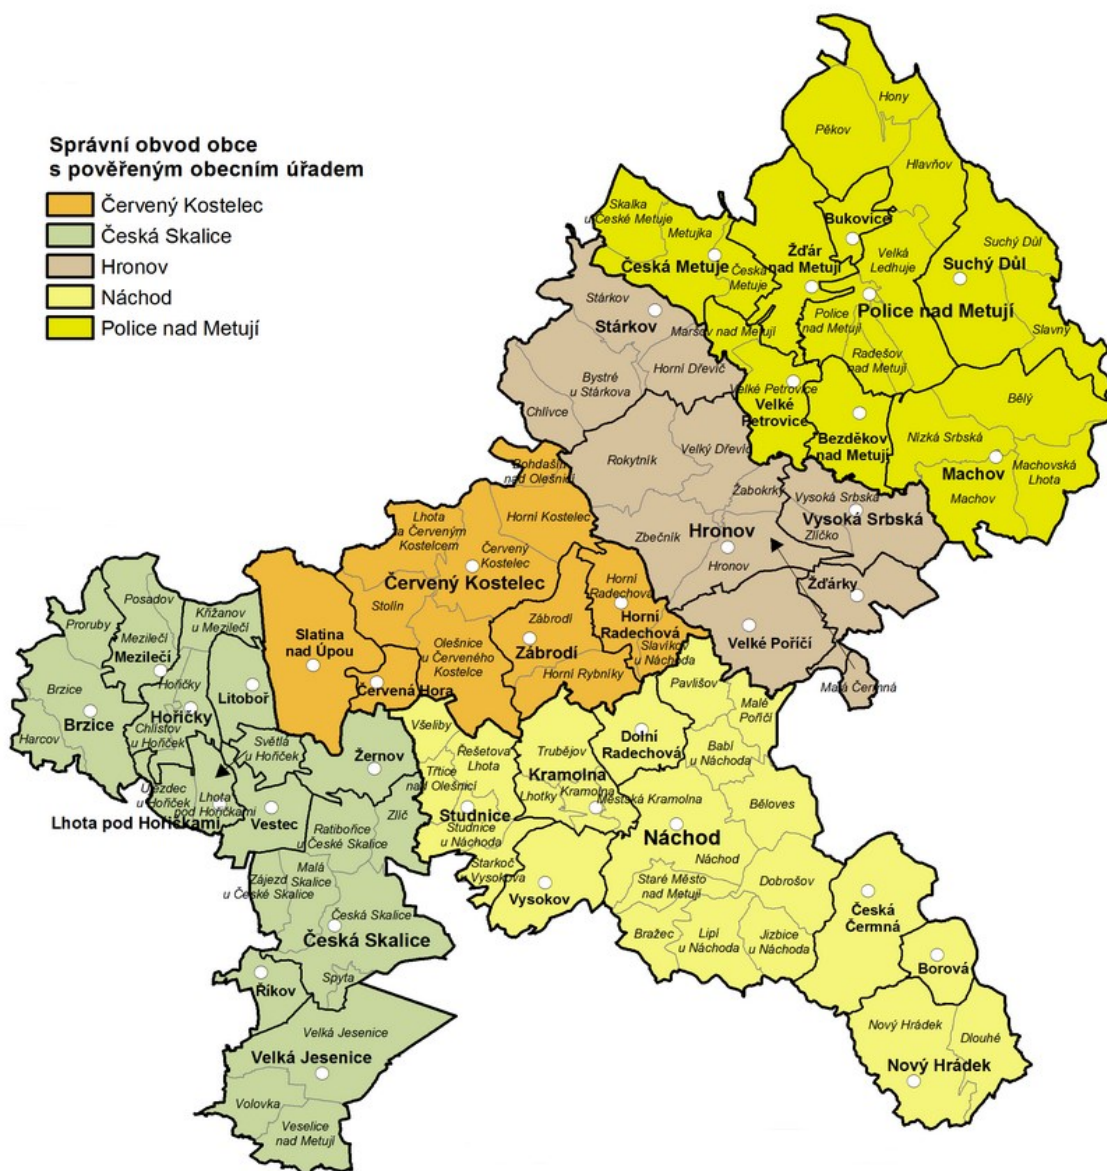 Správní obvod obce
s pověřeným obecním úřadem
Červený Kostelec
Česká Skalice
Hronov
Náchod
Police nad Metují
Hony
Pěkov
Hlavňov
Skalka
u České Metuje
Metujka
Bukovice
Suchý Důl
Česká Metuje
Česká
Metuje
Žďár
nad Metují
Velká
Ledhuje
Suchý Důl
Police nad Metují
Police
nad Metují
Slavný
Stárkov
Stárkov
Maršov nad Metují
Radešov
nad Metují
Horní Dřevíč
Bystré
u Stárkova
Chlívce
Velké Petrovice
Velké
Petrovice
Bělý
Bezděkov
nad Metují
Nízká Srbská
Machov
Machovská
Lhota
Machov
Rokytník
Velký Dřevíč
Bohdašín
nad Olešnicí
Žabokrky
Vysoká Srbská
Vysoká Srbská
Zlíčko
Lhota
za Červeným
Kostelcem
Horní Kostelec
Červený
Kostelec
Červený Kostelec
Zbečník
Hronov
Hronov
Žďárky
Stolín
Horní
Radechová
Horní
Radechová
Velké Poříčí
Malá Čermná
Olešnice
u Červeného
Kostelce
Zábrodí
Zábrodí
Slavíkov
u Náchoda
Horní Rybníky
Slatina
nad Úpou
Červená Hora
Posadov
Křižanov
u Mezilečí
Proruby
Mezilečí
Mezilečí
Hořičky
Litoboř
Brzice
Brzice
Hořičky
Harcov
Chlístov
u Hořiček
Světlá
u Hořiček
Újezdec
u Hořiček
Lhota
pod Hořičkami
Lhota pod Hořičkami
Žernov
Vestec
Zlíč
Ratibořice
u České Skalice
Malá
Skalice
Zájezd
u České Skalice
Česká Skalice
Česká Skalice
Spyta
Říkov
Velká Jesenice
Velká Jesenice
Volovka
Veselice
nad Metují
Všeliby
Řešetova
Lhota
Třtice
nad Olešnicí
Studnice
Studnice
u Náchoda
Starkoč
u Vysokova
Vysokov
Trubějov
Kramolna
Lhotky
Kramolna
Městská Kramolna
Dolní
Radechová
Pavlišov
Malé
Poříčí
Babí
u Náchoda
Běloves
Náchod
Náchod
Staré Město
nad Metují
Dobrošov
Bražec
Lipí
u Náchoda
Jizbice
u Náchoda
Česká
Čermná
Borová
Nový Hrádek
Dlouhé
Nový Hrádek